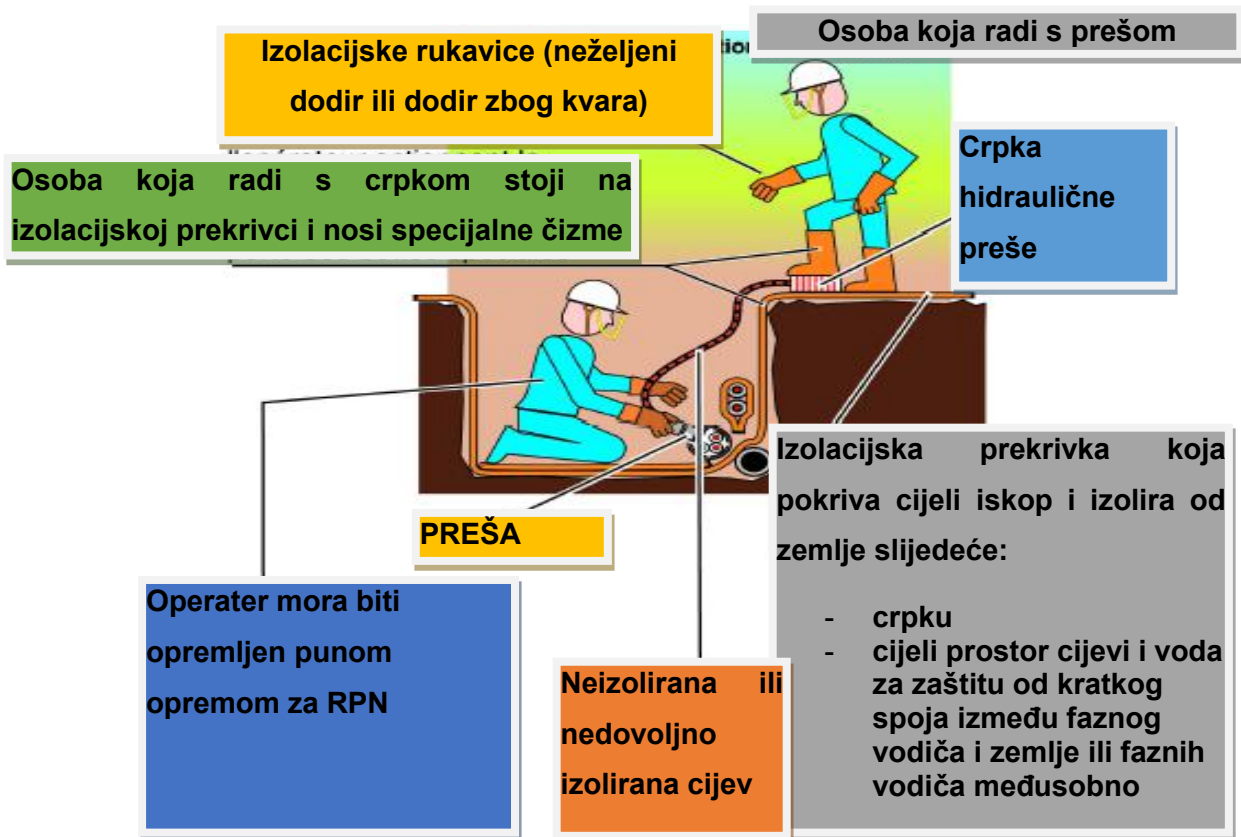 Osoba koja radi s prešom
Izolacijske rukavice (neželjeni
dodir ili dodir zbog kvara)
Crpka
hidraulične
preše
Osoba koja radi s crpkom stoji na
izolacijskoj prekrivci i nosi specijalne čizme
Izolacijska prekrivka koja
pokriva cijeli iskop i izolira od
zemlje slijedeće:
- crpku
- cijeli prostor cijevi i voda
za zaštitu od kratkog
spoja između faznog
vodiča i zemlje ili faznih
vodiča međusobno
PREŠA
Operater mora biti
opremljen punom
opremom za RPN
Neizolirana ili
nedovoljno
izolirana cijev